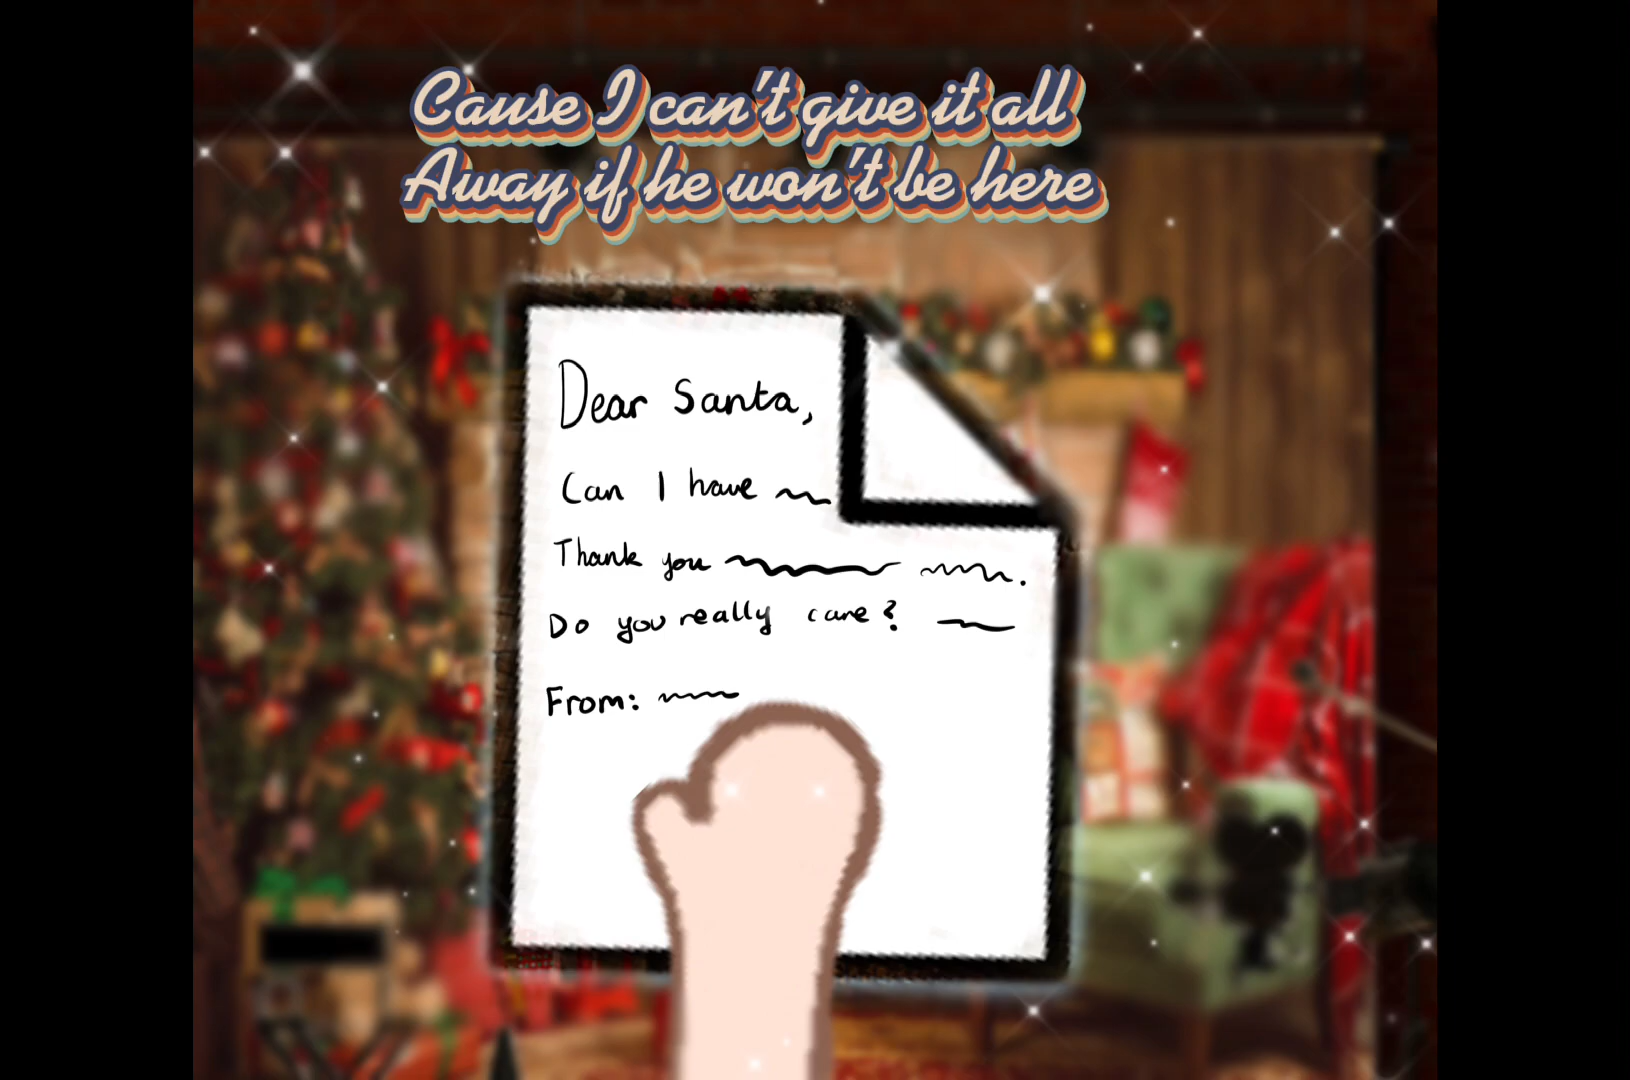 Cause I can't give it all
Away if he won't be here
Dear Santa,
Can I have
Thank you
Do you really care?
From: